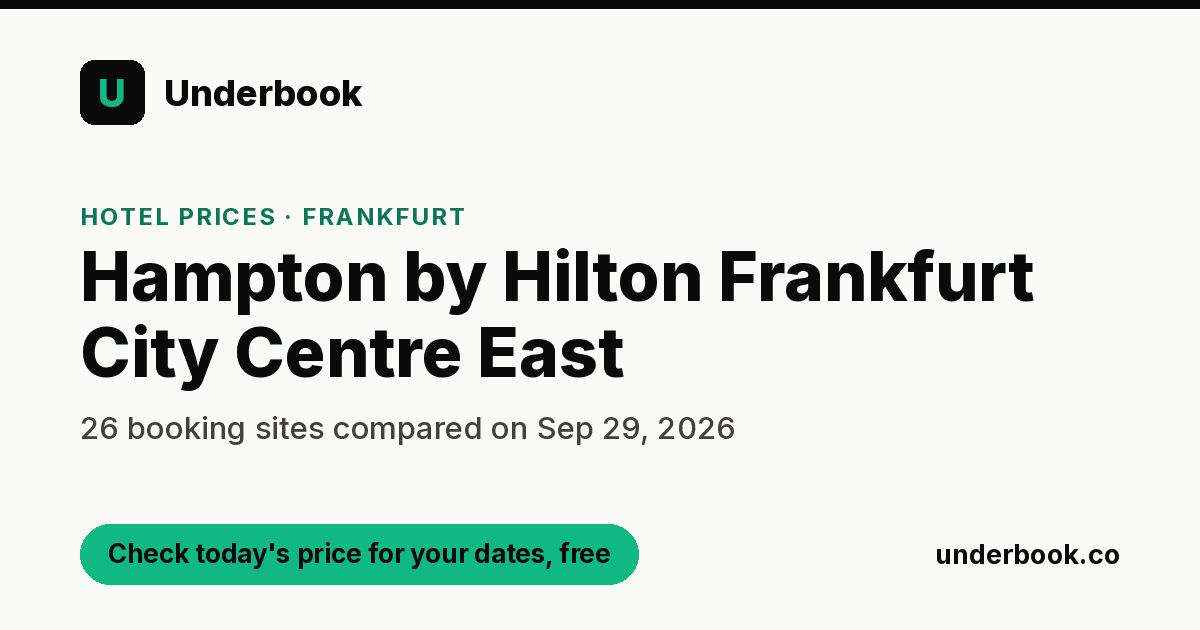 U Underbook
HOTEL PRICES · FRANKFURT
Hampton by Hilton Frankfurt
City Centre East
26 booking sites compared on Sep 29, 2026
Check today's price for your dates, free
underbook.co